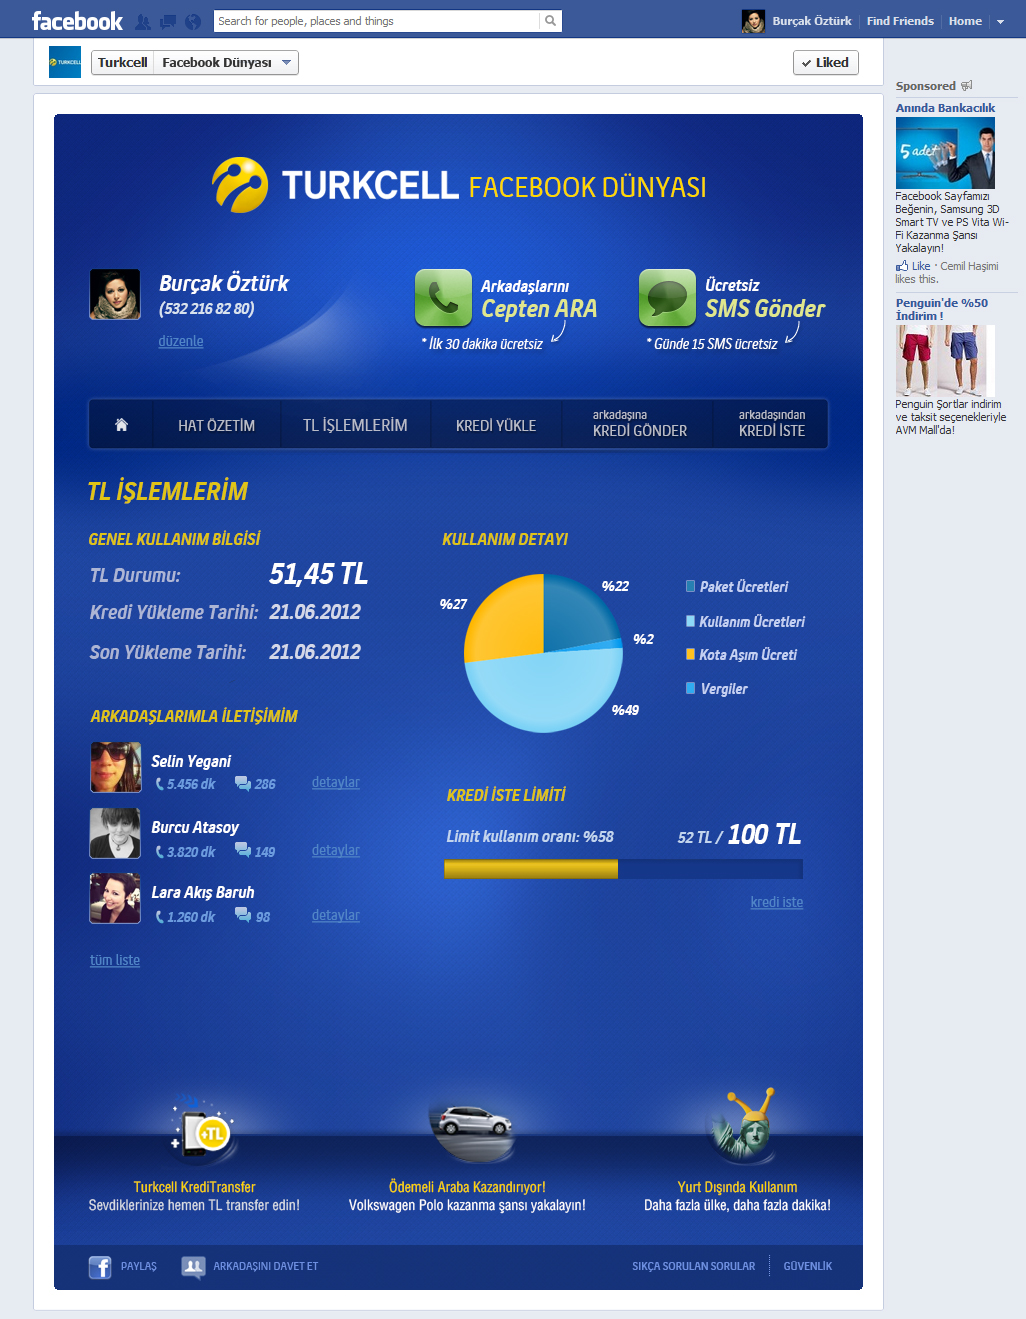 facebook
Search for people, places and things
Burçak Öztürk
Find Friends
Home
TURKCELL
Turkcell
Facebook Dünyası
Liked
Sponsored
Anında Bankacılık
5 adet
Facebook Sayfamızı
Beğenin, Samsung 3D
Smart TV ve PS Vita Wi-
Fi Kazanma Şansı
Yakalayın!
Like · Cemil Haşimi
likes this.
Penguin'de %50
İndirim !
Penguin Şortlar indirim
ve taksit seçenekleriyle
AVM Mall'da!
TURKCELL FACEBOOK DÜNYASI
Burçak Öztürk
(532 216 82 80)
düzenle
Arkadaşlarını
Cepten ARA
* İlk 30 dakika ücretsiz
Ücretsiz
SMS Gönder
* Günde 15 SMS ücretsiz
HAT ÖZETİM
TL İŞLEMLERİM
KREDİ YÜKLE
arkadaşına
KREDİ GÖNDER
arkadaşından
KREDİ İSTE
TL İŞLEMLERİM
GENEL KULLANIM BİLGİSİ
TL Durumu: 51,45 TL
Kredi Yükleme Tarihi: 21.06.2012
Son Yükleme Tarihi: 21.06.2012
KULLANIM DETAYI
%27
%22
%2
%49
Paket Ücretleri
Kullanım Ücretleri
Kota Aşım Ücreti
Vergiler
ARKADAŞLARIMLA İLETİŞİMİM
Selin Yegani
5.456 dk 286 detaylar
Burcu Atasoy
3.820 dk 149 detaylar
Lara Akış Baruh
1.260 dk 98 detaylar
tüm liste
KREDİ İSTE LİMİTİ
Limit kullanım oranı: %58 52 TL / 100 TL
kredi iste
+TL
Turkcell KrediTransfer
Sevdiklerinize hemen TL transfer edin!
Ödemeli Araba Kazandırıyor!
Volkswagen Polo kazanma şansı yakalayın!
Yurt Dışında Kullanım
Daha fazla ülke, daha fazla dakika!
PAYLAŞ
ARKADAŞINI DAVET ET
SIKÇA SORULAN SORULAR
GÜVENLİK